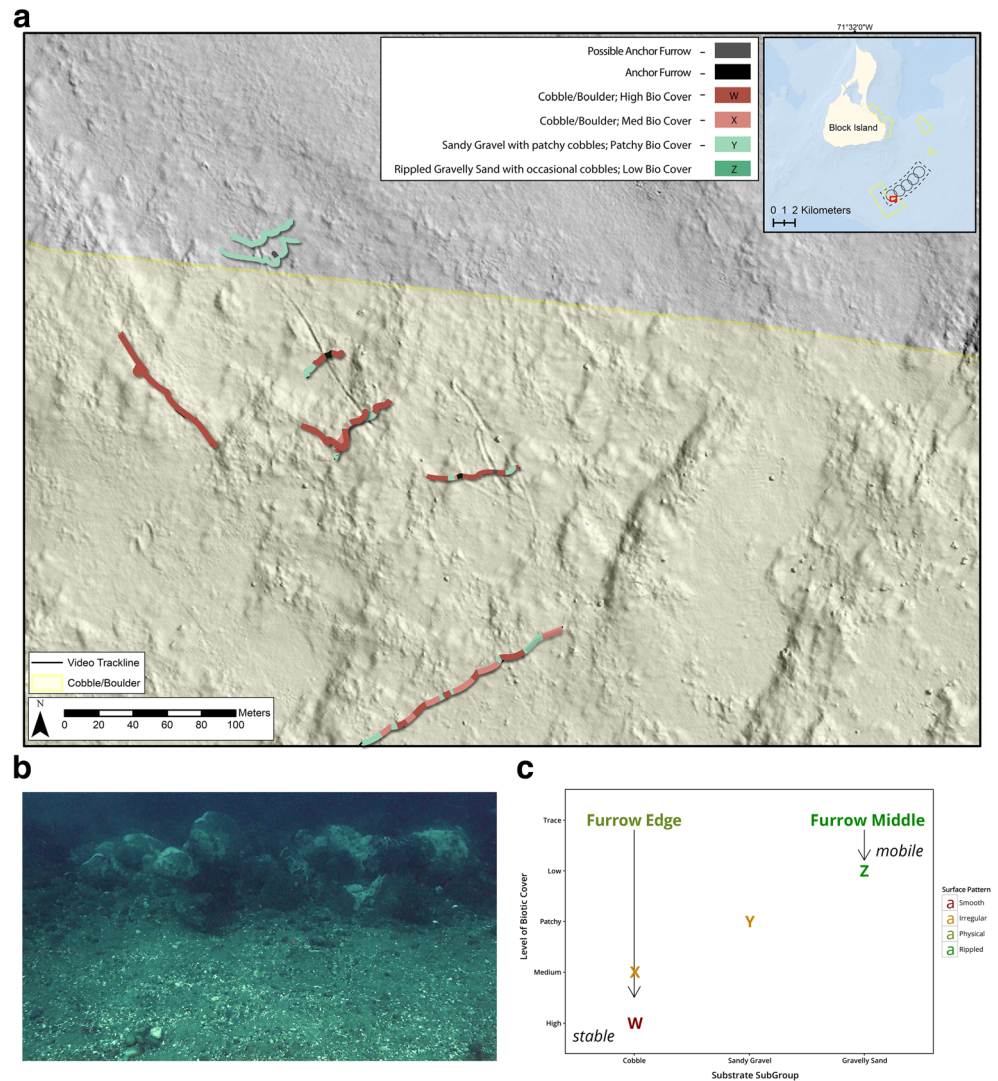 a
71°32'0"W
Possible Anchor Furrow –
Anchor Furrow –
Cobble/Boulder; High Bio Cover – W
Cobble/Boulder; Med Bio Cover – X
Sandy Gravel with patchy cobbles; Patchy Bio Cover – Y
Rippled Gravelly Sand with occasional cobbles; Low Bio Cover Z
Block Island
0 1 2 Kilometers
Video Trackline
Cobble/Boulder
N
Meters
0 20 40 60 80 100
b
c
Level of Biotic Cover
Trace
Low
Patchy
Medium
High
Furrow Edge
Furrow Middle
mobile
Z
Y
X
W
stable
Cobble
Sandy Gravel
Gravelly Sand
Substrate SubGroup
Surface Pattern
a Smooth
a Irregular
a Physical
a Rippled